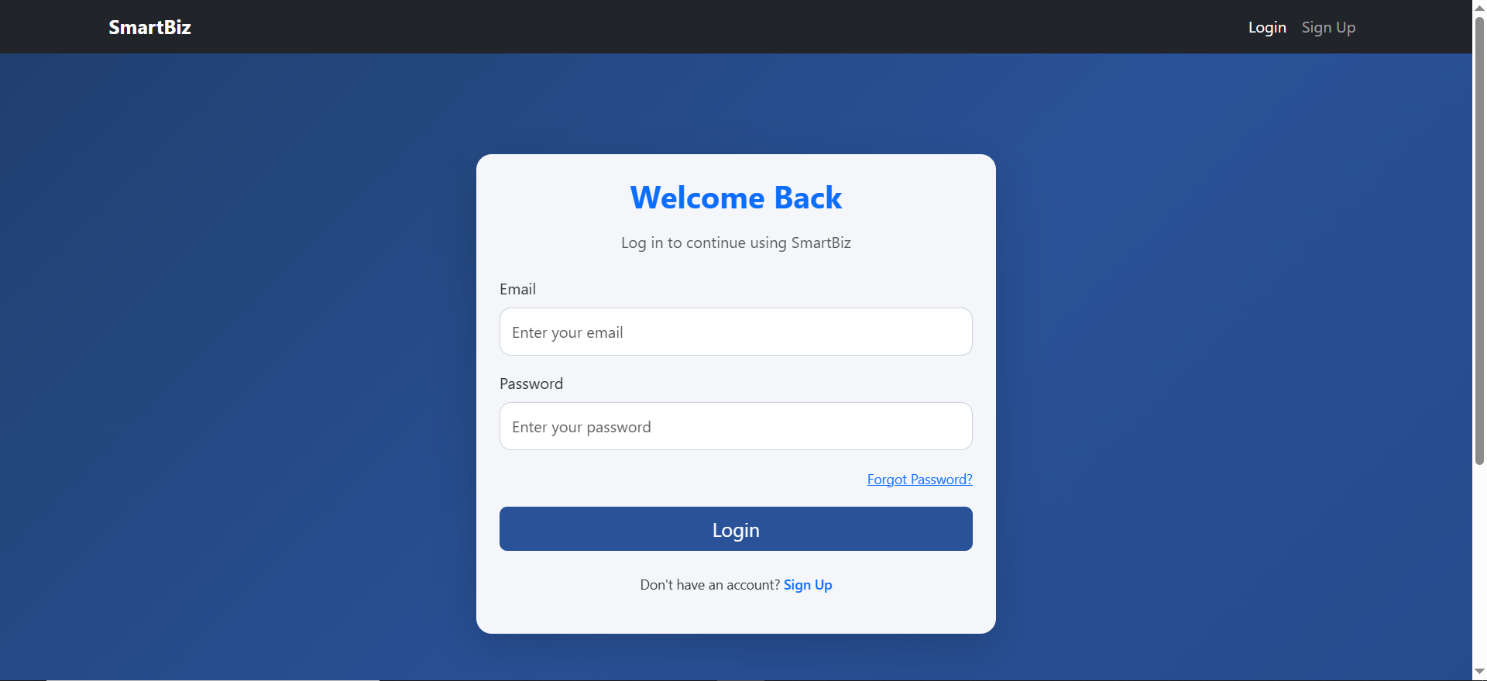 SmartBiz
Login Sign Up
Welcome Back
Log in to continue using SmartBiz
Email
Enter your email
Password
Enter your password
Forgot Password?
Login
Don't have an account? Sign Up